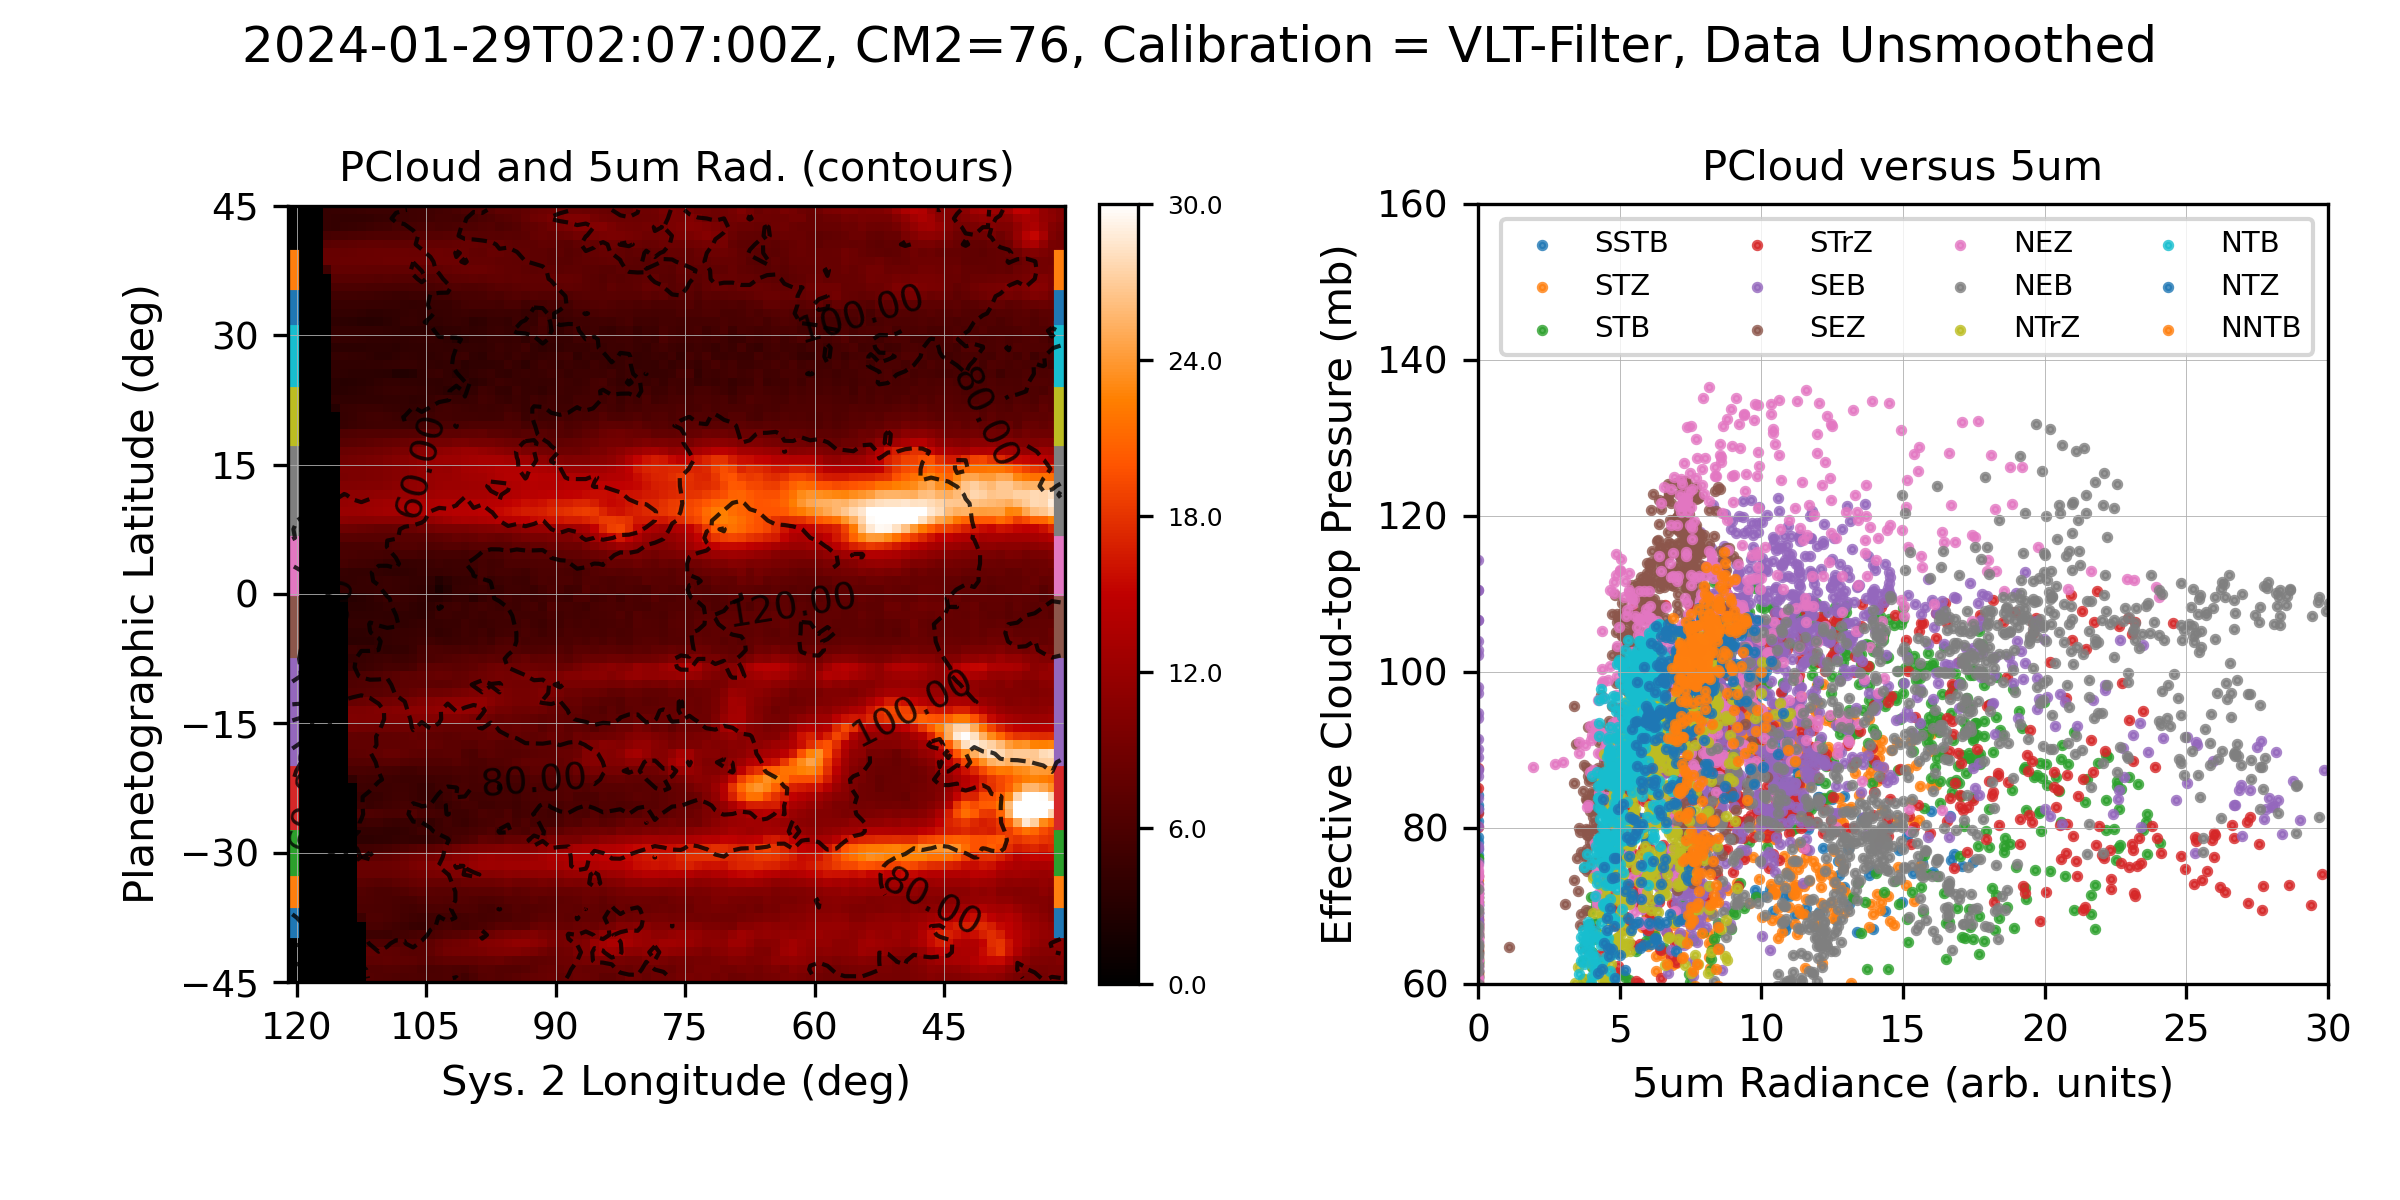 2024-01-29T02:07:00Z, CM2=76, Calibration = VLT-Filter, Data Unsmoothed
PCloud and 5um Rad. (contours)
Planetographic Latitude (deg)
45
30
15
0
−15
−30
−45
120
105
90
75
60
45
Sys. 2 Longitude (deg)
100.00
80.00
60.00
120.00
100.00
80.00
80.00
30.0
24.0
18.0
12.0
6.0
0.0
PCloud versus 5um
Effective Cloud-top Pressure (mb)
160
140
120
100
80
60
SSTB
STZ
STB
STrZ
SEB
SEZ
NEZ
NEB
NTrZ
NTB
NTZ
NNTB
0
5
10
15
20
25
30
5um Radiance (arb. units)